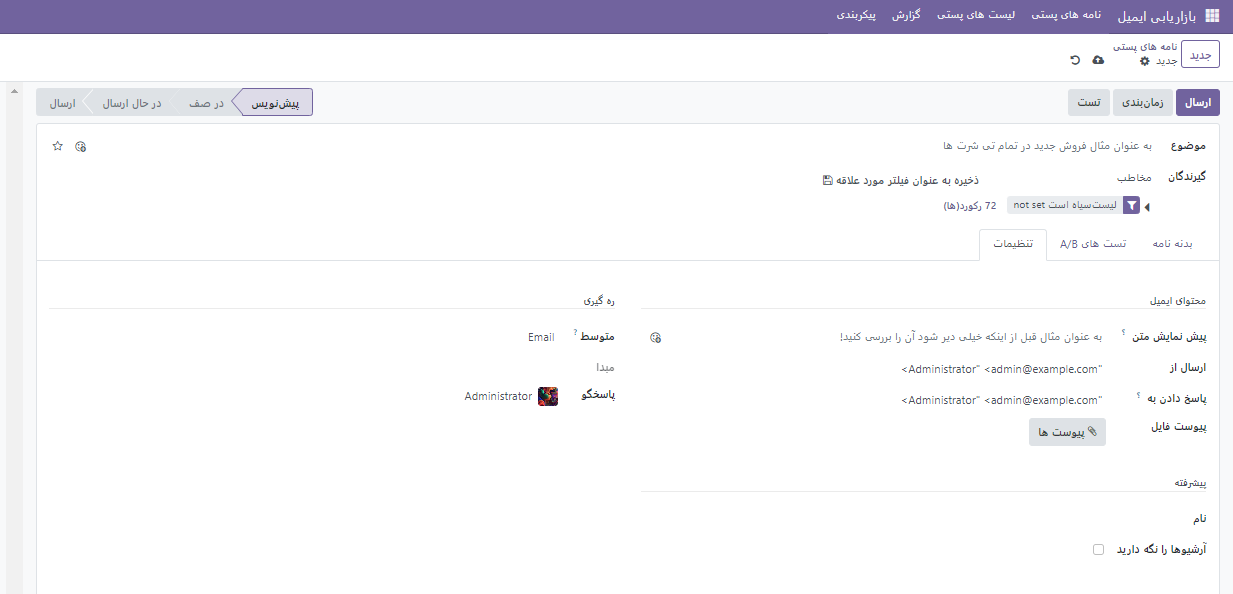 بازاریابی ایمیل نامه های پستی لیست های پستی گزارش پیکربندی
جدید
نامه های پستی
جدید
ارسال زمان‌بندی تست
پیش‌نویس در صف در حال ارسال ارسال
موضوع به عنوان مثال فروش جدید در تمام تی شرت ها
گیرندگان مخاطب
ذخیره به عنوان فیلتر مورد علاقه
لیست‌سیاه است not set 72 رکورد(ها)
بدنه نامه تست های A/B تنظیمات
محتوای ایمیل
پیش نمایش متن ؟ به عنوان مثال قبل از اینکه خیلی دیر شود آن را بررسی کنید!
ارسال از "Administrator" <admin@example.com>
پاسخ دادن به ؟ "Administrator" <admin@example.com>
پیوست فایل پیوست ها
ره گیری
متوسط ? Email
مبدا
پاسخگو Administrator
پیشرفته
نام
آرشیوها را نگه دارید